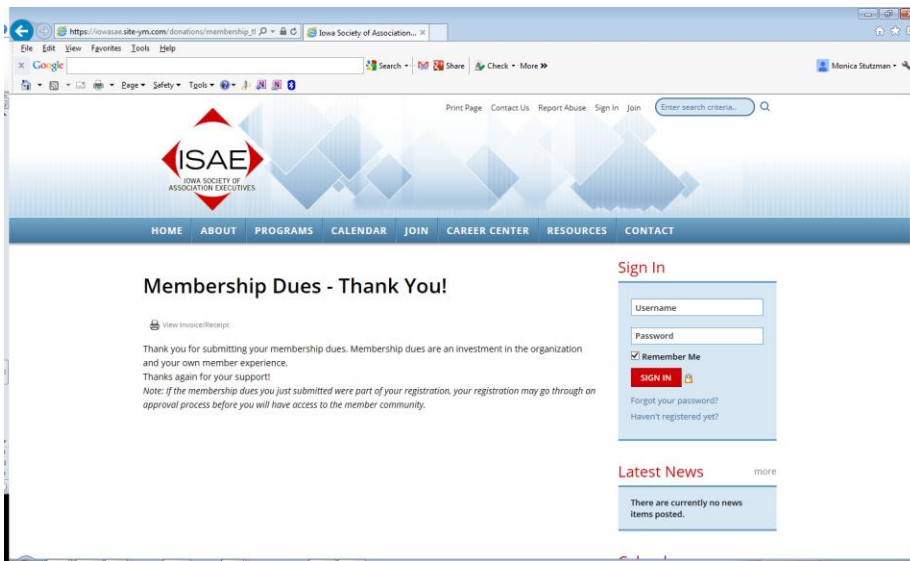 https://iowasae.site-ym.com/donations/membership_tl
Iowa Society of Association... ×
File Edit View Favorites Tools Help
x Google Search Share Check More »
Monica Stutzman
Page Safety Tools
Print Page Contact Us Report Abuse Sign In Join Enter search criteria...
ISAE
IOWA SOCIETY OF
ASSOCIATION EXECUTIVES
HOME ABOUT PROGRAMS CALENDAR JOIN CAREER CENTER RESOURCES CONTACT
Membership Dues - Thank You!
View Invoice/Receipt
Thank you for submitting your membership dues. Membership dues are an investment in the organization
and your own member experience.
Thanks again for your support!
Note: If the membership dues you just submitted were part of your registration, your registration may go through an
approval process before you will have access to the member community.
Sign In
Username
Password
Remember Me
SIGN IN
Forgot your password?
Haven't registered yet?
Latest News more
There are currently no news
items posted.